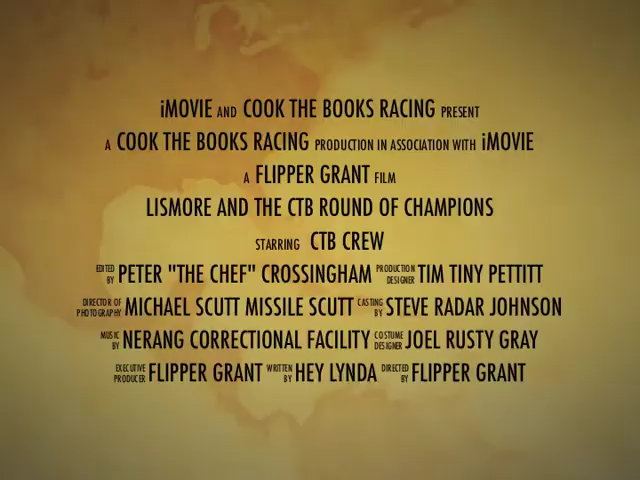 iMOVIE AND COOK THE BOOKS RACING PRESENT
A COOK THE BOOKS RACING PRODUCTION IN ASSOCIATION WITH iMOVIE
A FLIPPER GRANT FILM
LISMORE AND THE CTB ROUND OF CHAMPIONS
STARRING CTB CREW
EDITED BY PETER "THE CHEF" CROSSINGHAM PRODUCTION DESIGNER TIM TINY PETTITT
DIRECTOR OF PHOTOGRAPHY MICHAEL SCUTT MISSILE SCUTT CASTING BY STEVE RADAR JOHNSON
MUSIC BY NERANG CORRECTIONAL FACILITY COSTUME DESIGNER JOEL RUSTY GRAY
EXECUTIVE PRODUCER FLIPPER GRANT WRITTEN BY HEY LYNDA DIRECTED BY FLIPPER GRANT